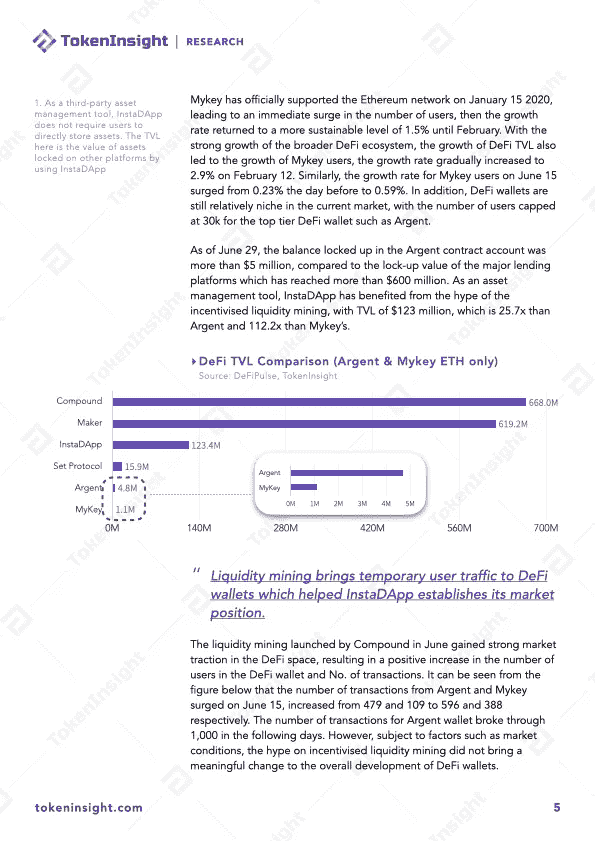 TokenInsight | RESEARCH
1. As a third-party asset
management tool, InstaDApp
does not require users to
directly store assets. The TVL
here is the value of assets
locked on other platforms by
using InstaDApp
Mykey has officially supported the Ethereum network on January 15 2020,
leading to an immediate surge in the number of users, then the growth
rate returned to a more sustainable level of 1.5% until February. With the
strong growth of the broader DeFi ecosystem, the growth of DeFi TVL also
led to the growth of Mykey users, the growth rate gradually increased to
2.9% on February 12. Similarly, the growth rate for Mykey users on June 15
surged from 0.23% the day before to 0.59%. In addition, DeFi wallets are
still relatively niche in the current market, with the number of users capped
at 30k for the top tier DeFi wallet such as Argent.
As of June 29, the balance locked up in the Argent contract account was
more than $5 million, compared to the lock-up value of the major lending
platforms which has reached more than $600 million. As an asset
management tool, InstaDApp has benefited from the hype of the
incentivised liquidity mining, with TVL of $123 million, which is 25.7x than
Argent and 112.2x than Mykey's.
DeFi TVL Comparison (Argent & Mykey ETH only)
Source: DeFiPulse, TokenInsight
Compound 668.0M
Maker 619.2M
InstaDApp 123.4M
Set Protocol 15.9M
Argent 4.8M
MyKey 1.1M
0M 140M 280M 420M 560M 700M
Argent
MyKey
0M 1M 2M 3M 4M 5M
“ Liquidity mining brings temporary user traffic to DeFi
wallets which helped InstaDApp establishes its market
position.
The liquidity mining launched by Compound in June gained strong market
traction in the DeFi space, resulting in a positive increase in the number of
users in the DeFi wallet and No. of transactions. It can be seen from the
figure below that the number of transactions from Argent and Mykey
surged on June 15, increased from 479 and 109 to 596 and 388
respectively. The number of transactions for Argent wallet broke through
1,000 in the following days. However, subject to factors such as market
conditions, the hype on incentivised liquidity mining did not bring a
meaningful change to the overall development of DeFi wallets.
tokeninsight.com
5